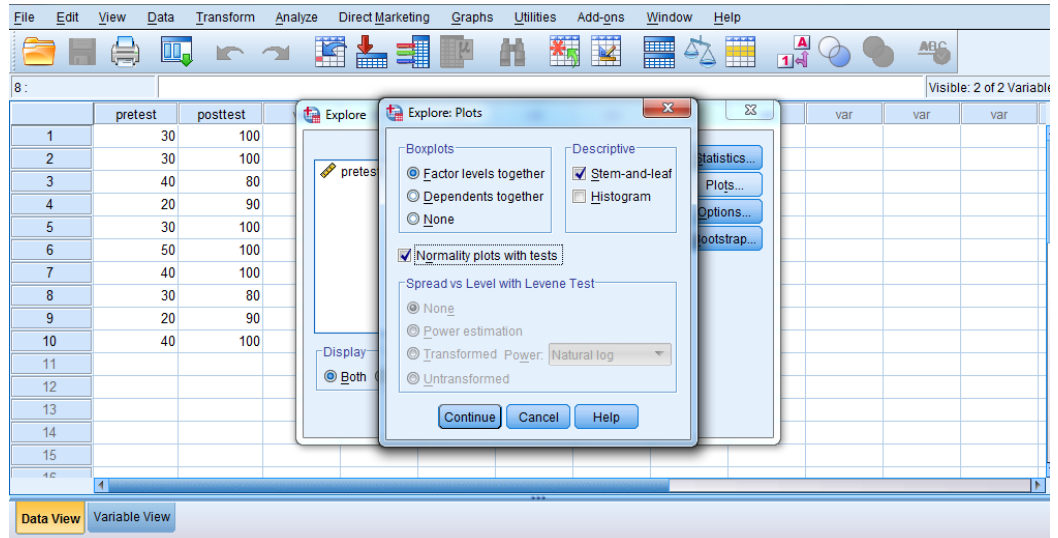 File Edit View Data Transform Analyze Direct Marketing Graphs Utilities Add-ons Window Help
8 :
Visible: 2 of 2 Variable
pretest posttest var var var
1 30 100
2 30 100
3 40 80
4 20 90
5 30 100
6 50 100
7 40 100
8 30 80
9 20 90
10 40 100
11
12
13
14
15
16
Explore
pretes
Display
Both
Statistics...
Plots...
Options...
Bootstrap...
Explore: Plots
Boxplots
Factor levels together
Dependents together
None
Descriptive
Stem-and-leaf
Histogram
Normality plots with tests
Spread vs Level with Levene Test
None
Power estimation
Transformed Power: Natural log
Untransformed
Continue Cancel Help
Data View Variable View